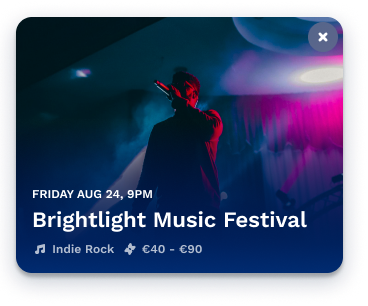 FRIDAY AUG 24, 9PM
Brightlight Music Festival
Indie Rock €40 - €90